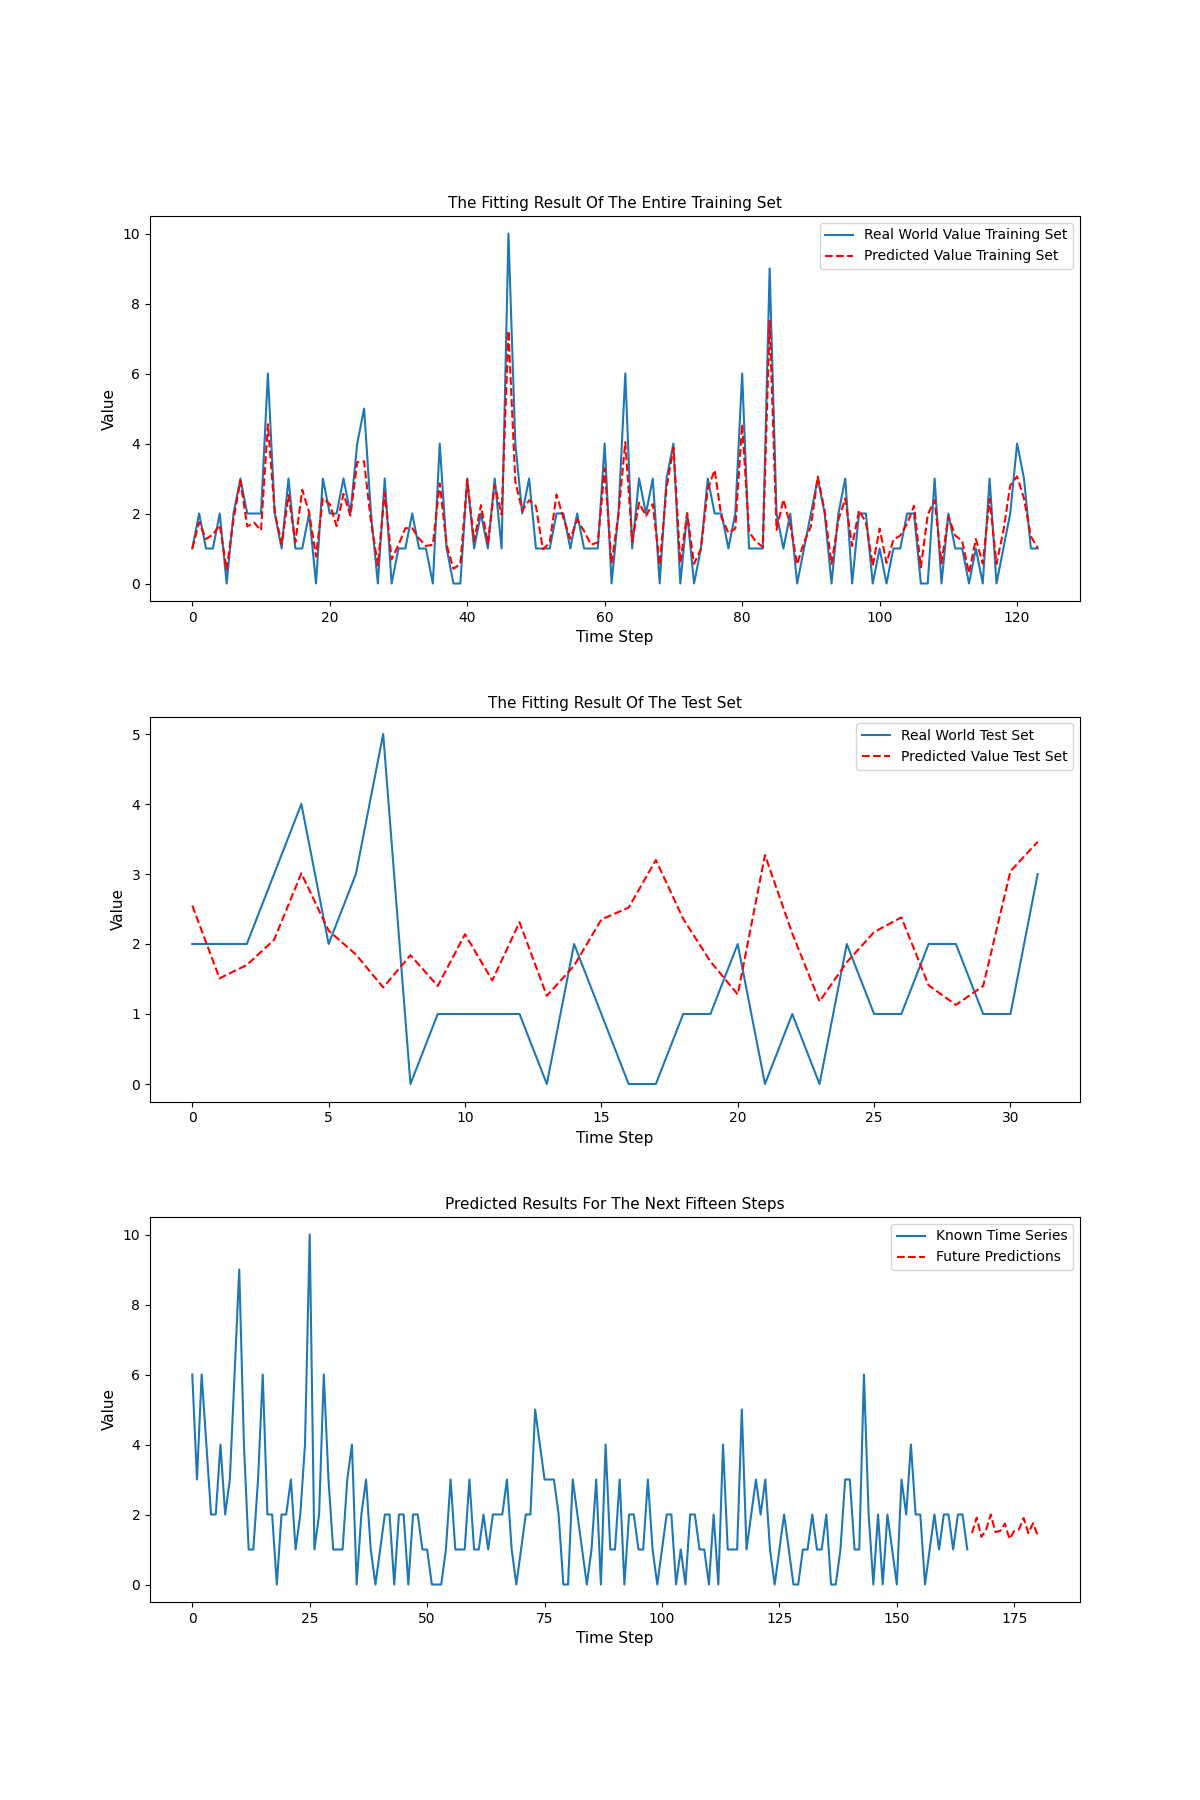 The Fitting Result Of The Entire Training Set
Real World Value Training Set
Predicted Value Training Set
10
8
6
4
2
0
Value
0 20 40 60 80 100 120
Time Step
The Fitting Result Of The Test Set
Real World Test Set
Predicted Value Test Set
5
4
3
2
1
0
Value
0 5 10 15 20 25 30
Time Step
Predicted Results For The Next Fifteen Steps
Known Time Series
Future Predictions
10
8
6
4
2
0
Value
0 25 50 75 100 125 150 175
Time Step